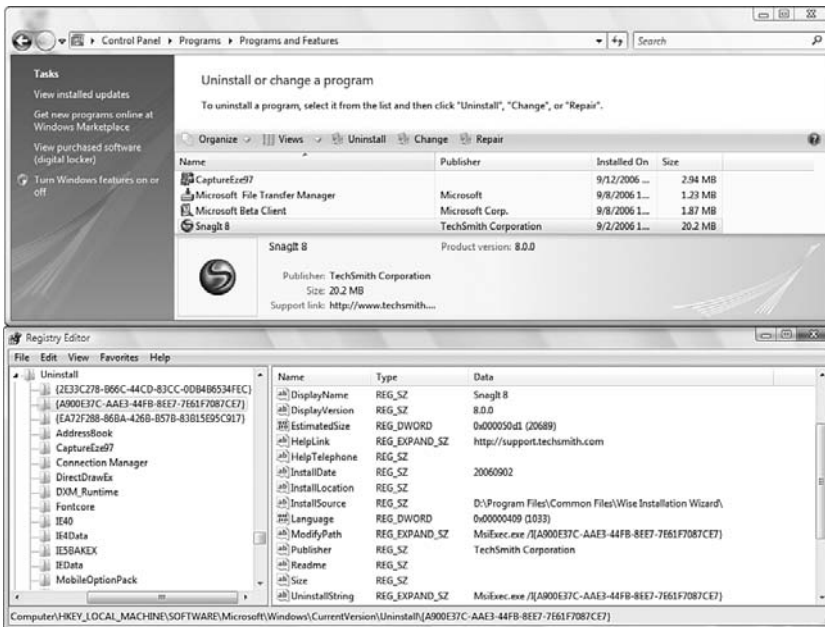 Control Panel ▸ Programs ▸ Programs and Features
Search
Tasks
View installed updates
Get new programs online at
Windows Marketplace
View purchased software
(digital locker)
Turn Windows features on or
off
Uninstall or change a program
To uninstall a program, select it from the list and then click "Uninstall", "Change", or "Repair".
Organize Views Uninstall Change Repair
Name Publisher Installed On Size
CaptureEze97 9/12/2006 ... 2.94 MB
Microsoft File Transfer Manager Microsoft 9/8/2006 1... 1.23 MB
Microsoft Beta Client Microsoft Corp. 9/8/2006 1... 1.87 MB
SnagIt 8 TechSmith Corporation 9/2/2006 1... 20.2 MB
SnagIt 8 Product version: 8.0.0
Publisher: TechSmith Corporation
Size: 20.2 MB
Support link: http://www.techsmith....
Registry Editor
File Edit View Favorites Help
Uninstall
{2E33C278-B66C-44CD-83CC-0DB4B6534FEC}
{A900E37C-AAE3-44FB-8EE7-7E61F7087CE7}
{EA72F288-86BA-426B-B57B-83B15E95C917}
AddressBook
CaptureEze97
Connection Manager
DirectDrawEx
DXM_Runtime
Fontcore
IE40
IE4Data
IE5BAKEX
IEData
MobileOptionPack
Name Type Data
DisplayName REG_SZ SnagIt 8
DisplayVersion REG_SZ 8.0.0
EstimatedSize REG_DWORD 0x000050d1 (20689)
HelpLink REG_EXPAND_SZ http://support.techsmith.com
HelpTelephone REG_SZ
InstallDate REG_SZ 20060902
InstallLocation REG_SZ
InstallSource REG_SZ D:\Program Files\Common Files\Wise Installation Wizard\
Language REG_DWORD 0x00000409 (1033)
ModifyPath REG_EXPAND_SZ MsiExec.exe /I{A900E37C-AAE3-44FB-8EE7-7E61F7087CE7}
Publisher REG_SZ TechSmith Corporation
Readme REG_SZ
Size REG_SZ
UninstallString REG_EXPAND_SZ MsiExec.exe /I{A900E37C-AAE3-44FB-8EE7-7E61F7087CE7}
Computer\HKEY_LOCAL_MACHINE\SOFTWARE\Microsoft\Windows\CurrentVersion\Uninstall\{A900E37C-AAE3-44FB-8EE7-7E61F7087CE7}